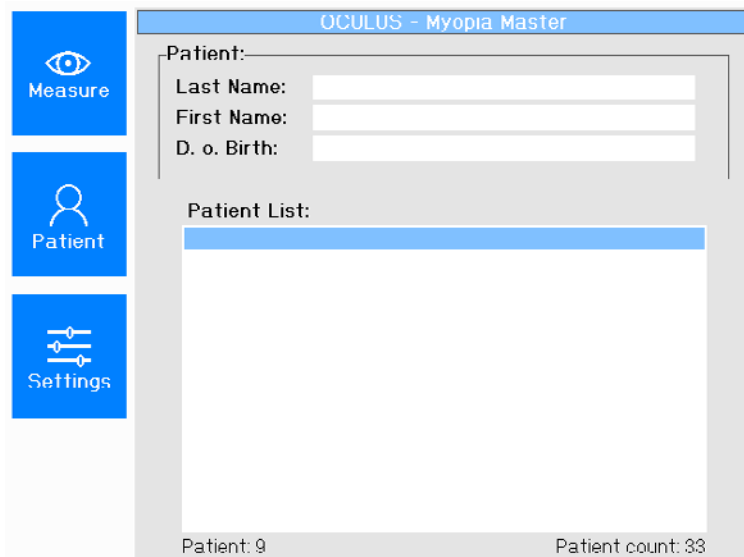 OCULUS - Myopia Master
Measure
Patient
Settings
Patient:
Last Name:
First Name:
D. o. Birth:
Patient List:
Patient: 9
Patient count: 33